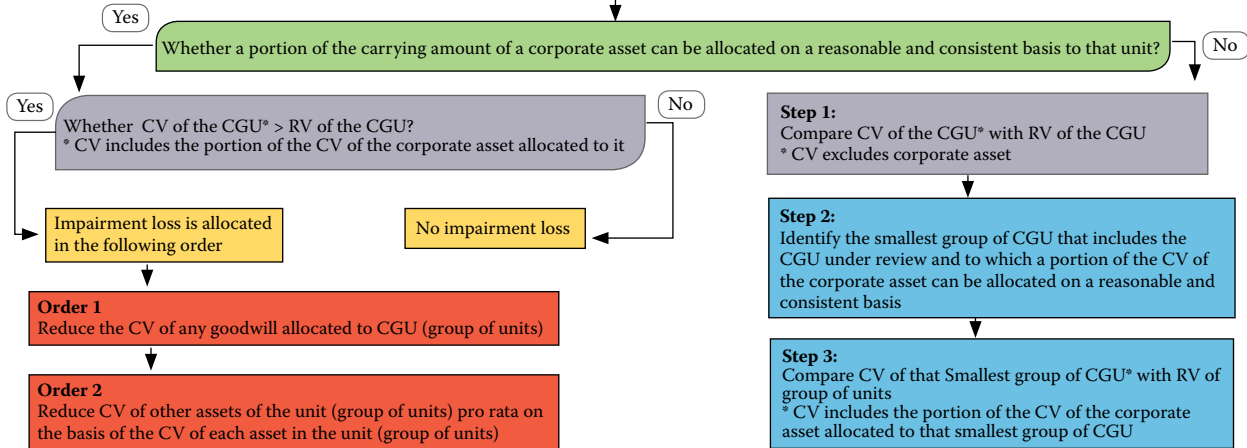 Yes
Whether a portion of the carrying amount of a corporate asset can be allocated on a reasonable and consistent basis to that unit?
No
Yes
Whether  CV of the CGU* > RV of the CGU?
* CV includes the portion of the CV of the corporate asset allocated to it
No
Impairment loss is allocated
in the following order
No impairment loss
Order 1
Reduce the CV of any goodwill allocated to CGU (group of units)
Order 2
Reduce CV of other assets of the unit (group of units) pro rata on
the basis of the CV of each asset in the unit (group of units)
Step 1:
Compare CV of the CGU* with RV of the CGU
* CV excludes corporate asset
Step 2:
Identify the smallest group of CGU that includes the
CGU under review and to which a portion of the CV of
the corporate asset can be allocated on a reasonable and
consistent basis
Step 3:
Compare CV of that Smallest group of CGU* with RV of
group of units
* CV includes the portion of the CV of the corporate
asset allocated to that smallest group of CGU